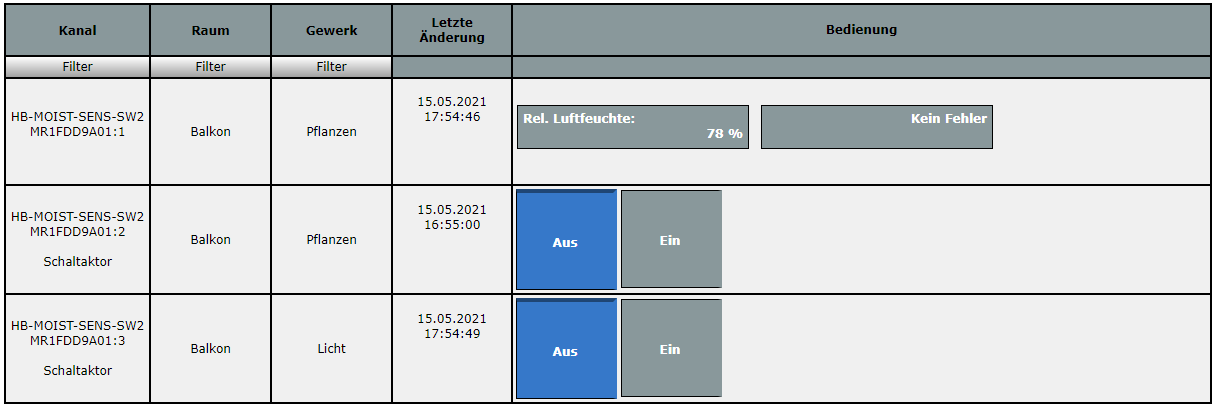 Kanal
Raum
Gewerk
Letzte
Änderung
Bedienung
Filter
Filter
Filter
HB-MOIST-SENS-SW2
MR1FDD9A01:1
Balkon
Pflanzen
15.05.2021
17:54:46
Rel. Luftfeuchte:
78 %
Kein Fehler
HB-MOIST-SENS-SW2
MR1FDD9A01:2
Schaltaktor
Balkon
Pflanzen
15.05.2021
16:55:00
Aus
Ein
HB-MOIST-SENS-SW2
MR1FDD9A01:3
Schaltaktor
Balkon
Licht
15.05.2021
17:54:49
Aus
Ein